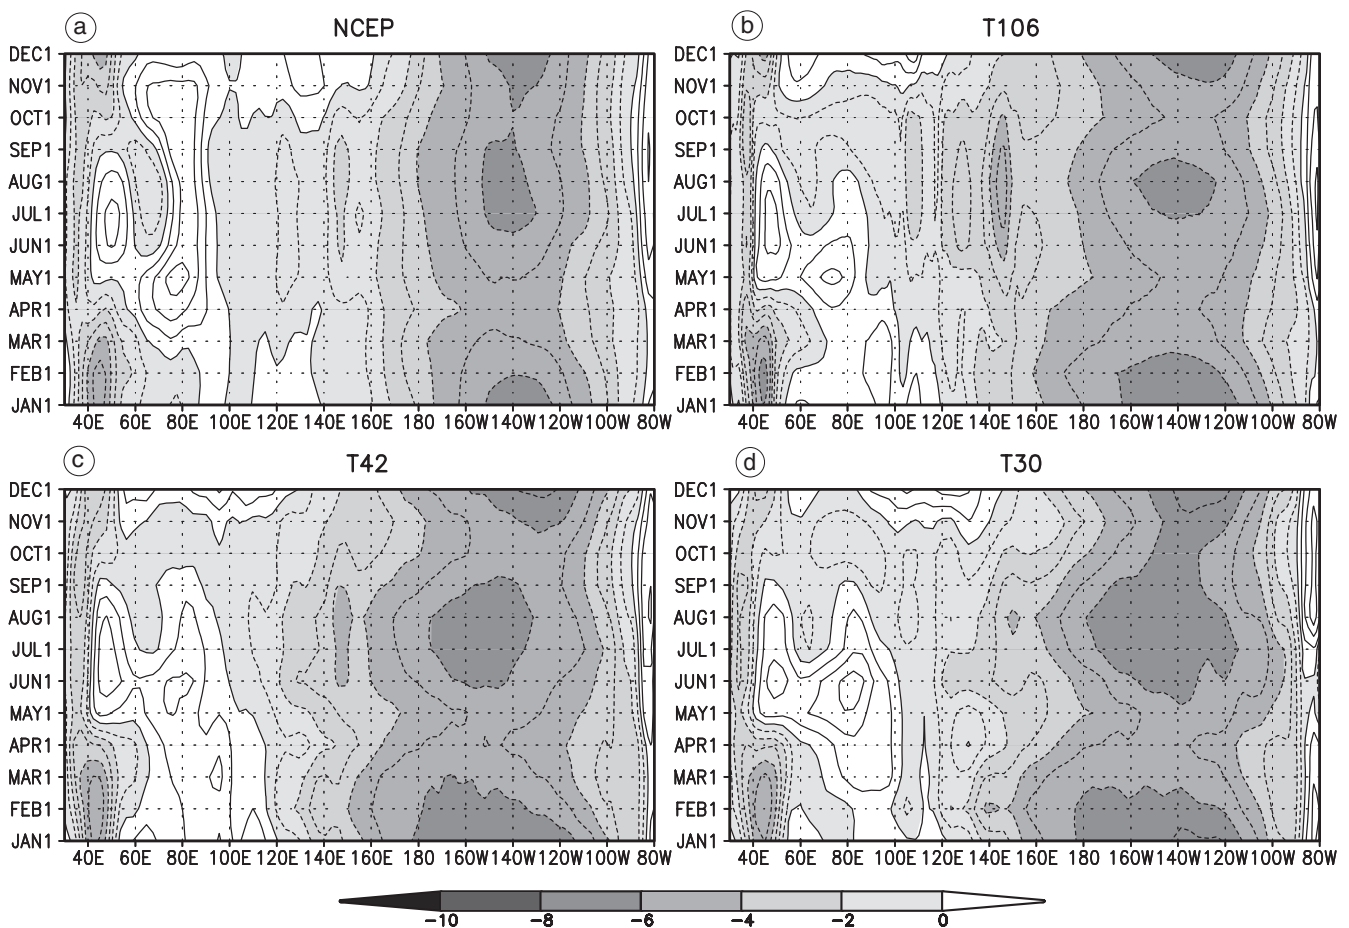 a NCEP b T106
DEC1 DEC1
NOV1 NOV1
OCT1 OCT1
SEP1 SEP1
AUG1 AUG1
JUL1 JUL1
JUN1 JUN1
MAY1 MAY1
APR1 APR1
MAR1 MAR1
FEB1 FEB1
JAN1 JAN1
40E 60E 80E 100E 120E 140E 160E 180 160W 140W 120W 100W 80W 40E 60E 80E 100E 120E 140E 160E 180 160W 140W 120W 100W 80W
c T42 d T30
DEC1 DEC1
NOV1 NOV1
OCT1 OCT1
SEP1 SEP1
AUG1 AUG1
JUL1 JUL1
JUN1 JUN1
MAY1 MAY1
APR1 APR1
MAR1 MAR1
FEB1 FEB1
JAN1 JAN1
40E 60E 80E 100E 120E 140E 160E 180 160W 140W 120W 100W 80W 40E 60E 80E 100E 120E 140E 160E 180 160W 140W 120W 100W 80W
-10 -8 -6 -4 -2 0